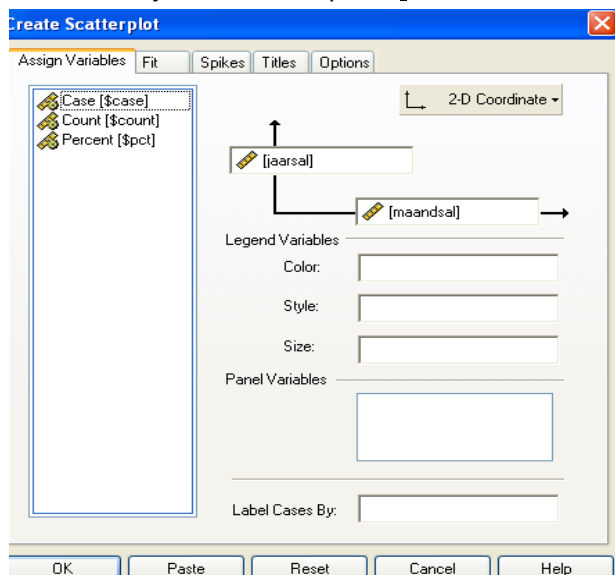 Create Scatterplot
Assign Variables Fit Spikes Titles Options
Case [$case]
Count [$count]
Percent [$pct]
2-D Coordinate
[jaarsal]
[maandsal]
Legend Variables
Color:
Style:
Size:
Panel Variables
Label Cases By:
OK Paste Reset Cancel Help